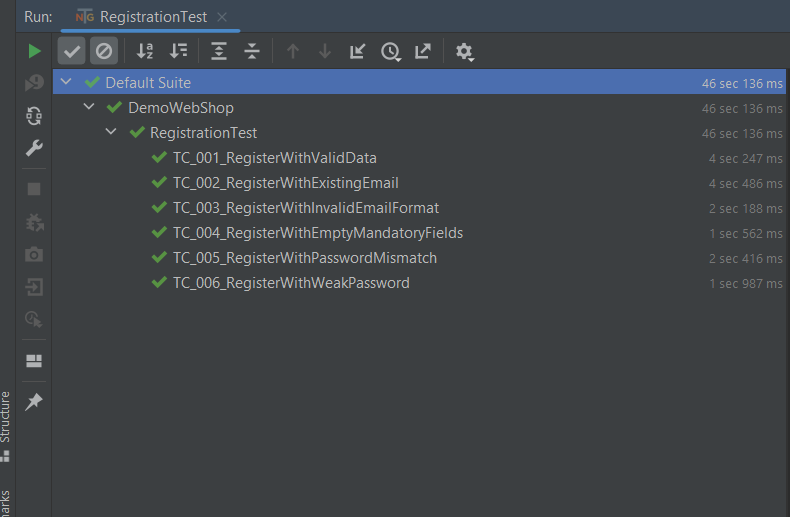 Run: NG RegistrationTest
Default Suite 46 sec 136 ms
DemoWebShop 46 sec 136 ms
RegistrationTest 46 sec 136 ms
TC_001_RegisterWithValidData 4 sec 247 ms
TC_002_RegisterWithExistingEmail 4 sec 486 ms
TC_003_RegisterWithInvalidEmailFormat 2 sec 188 ms
TC_004_RegisterWithEmptyMandatoryFields 1 sec 562 ms
TC_005_RegisterWithPasswordMismatch 2 sec 416 ms
TC_006_RegisterWithWeakPassword 1 sec 987 ms
Structure